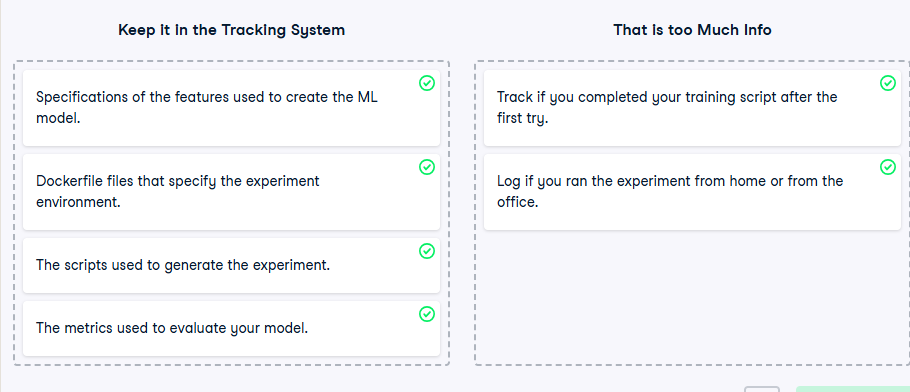 Keep it in the Tracking System
Specifications of the features used to create the ML
model.
Dockerfile files that specify the experiment
environment.
The scripts used to generate the experiment.
The metrics used to evaluate your model.
That is too Much Info
Track if you completed your training script after the
first try.
Log if you ran the experiment from home or from the
office.